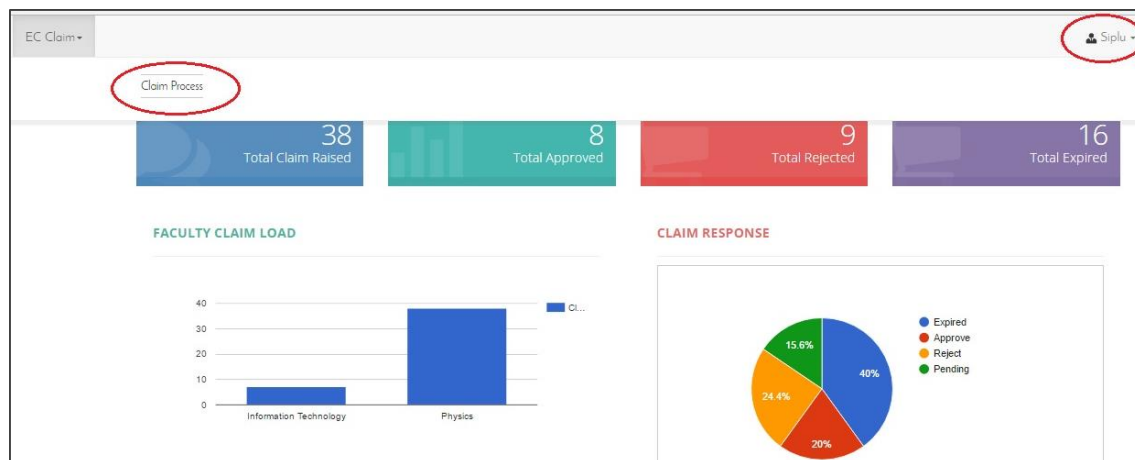 EC Claim
Siplu
Claim Process
38
Total Claim Raised
8
Total Approved
9
Total Rejected
16
Total Expired
FACULTY CLAIM LOAD
CLAIM RESPONSE
40
30
20
10
0
Information Technology
Physics
Cl...
15.6%
40%
24.4%
20%
Expired
Approve
Reject
Pending